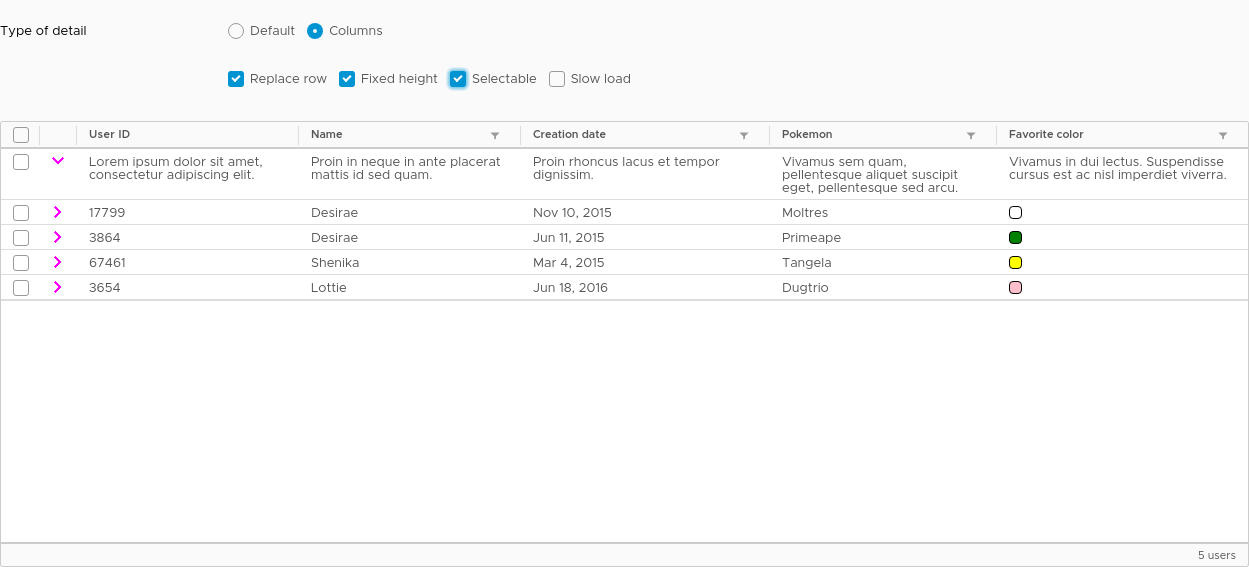 Type of detail Default Columns
Replace row Fixed height Selectable Slow load
User ID Name Creation date Pokemon Favorite color
Lorem ipsum dolor sit amet, Proin in neque in ante placerat Proin rhoncus lacus et tempor Vivamus sem quam, Vivamus in dui lectus. Suspendisse
consectetur adipiscing elit. mattis id sed quam. dignissim. pellentesque aliquet suscipit cursus est ac nisl imperdiet viverra.
eget, pellentesque sed arcu.
17799 Desirae Nov 10, 2015 Moltres
3864 Desirae Jun 11, 2015 Primeape
67461 Shenika Mar 4, 2015 Tangela
3654 Lottie Jun 18, 2016 Dugtrio
5 users